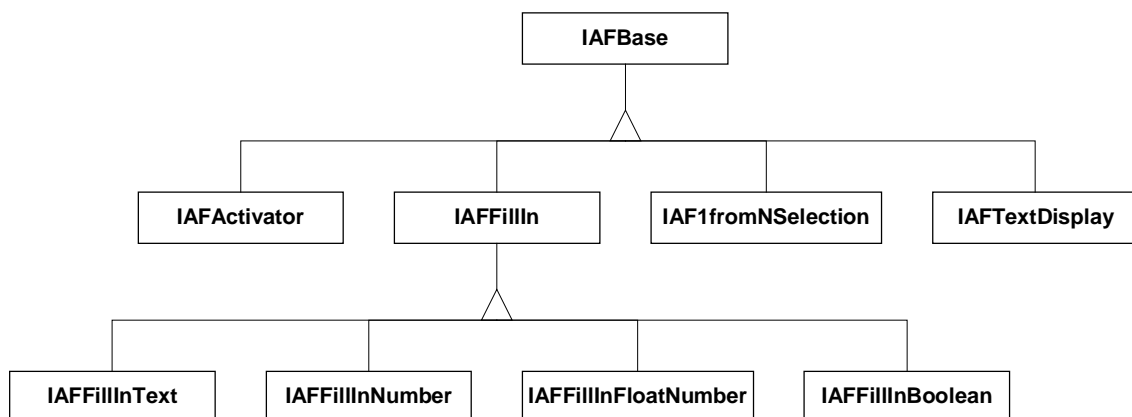 IAFBase
IAFActivator
IAFFillIn
IAF1fromNSelection
IAFTextDisplay
IAFFillInText
IAFFillInNumber
IAFFillInFloatNumber
IAFFillInBoolean